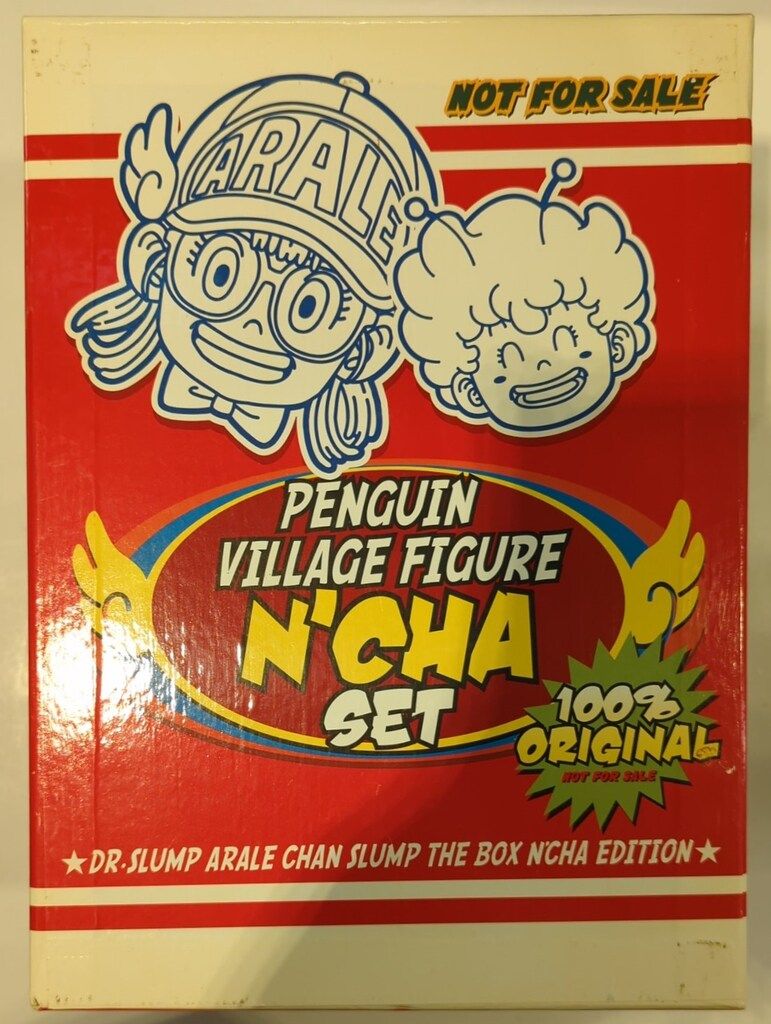 NOT FOR SALE
ARALE
PENGUIN
VILLAGE FIGURE
N'CHA
SET
100%
ORIGINAL
NOT FOR SALE
★DR.SLUMP ARALE CHAN SLUMP THE BOX NCHA EDITION★